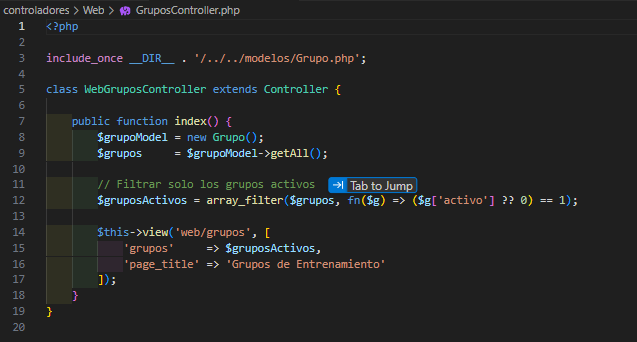 controladores > Web > GruposController.php
1 <?php
2
3 include_once __DIR__ . '/../../modelos/Grupo.php';
4
5 class WebGruposController extends Controller {
6
7 public function index() {
8 $grupoModel = new Grupo();
9 $grupos     = $grupoModel->getAll();
10
11 // Filtrar solo los grupos activos Tab to Jump
12 $gruposActivos = array_filter($grupos, fn($g) => ($g['activo'] ?? 0) == 1);
13
14 $this->view('web/grupos', [
15 'grupos'     => $gruposActivos,
16 'page_title' => 'Grupos de Entrenamiento'
17 ]);
18 }
19 }
20